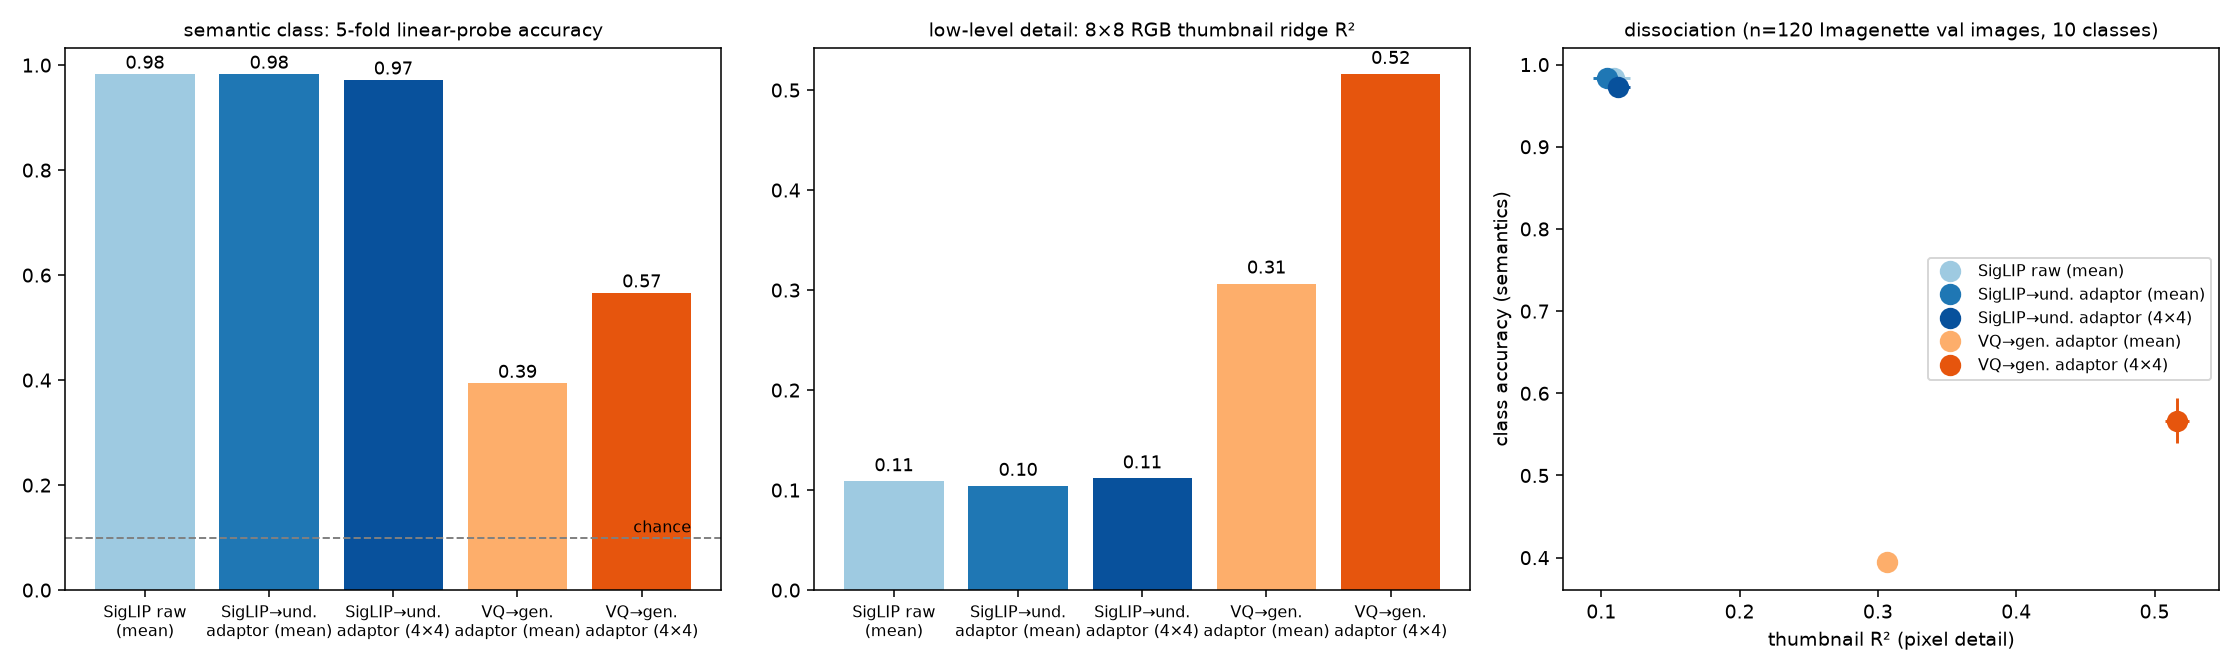 semantic class: 5-fold linear-probe accuracy
1.0
0.8
0.6
0.4
0.2
0.0
0.98
0.98
0.97
0.39
0.57
chance
SigLIP raw
(mean)
SigLIP→und.
adaptor (mean)
SigLIP→und.
adaptor (4×4)
VQ→gen.
adaptor (mean)
VQ→gen.
adaptor (4×4)
low-level detail: 8×8 RGB thumbnail ridge R²
0.5
0.4
0.3
0.2
0.1
0.0
0.11
0.10
0.11
0.31
0.52
SigLIP raw
(mean)
SigLIP→und.
adaptor (mean)
SigLIP→und.
adaptor (4×4)
VQ→gen.
adaptor (mean)
VQ→gen.
adaptor (4×4)
dissociation (n=120 Imagenette val images, 10 classes)
class accuracy (semantics)
1.0
0.9
0.8
0.7
0.6
0.5
0.4
SigLIP raw (mean)
SigLIP→und. adaptor (mean)
SigLIP→und. adaptor (4×4)
VQ→gen. adaptor (mean)
VQ→gen. adaptor (4×4)
0.1
0.2
0.3
0.4
0.5
thumbnail R² (pixel detail)